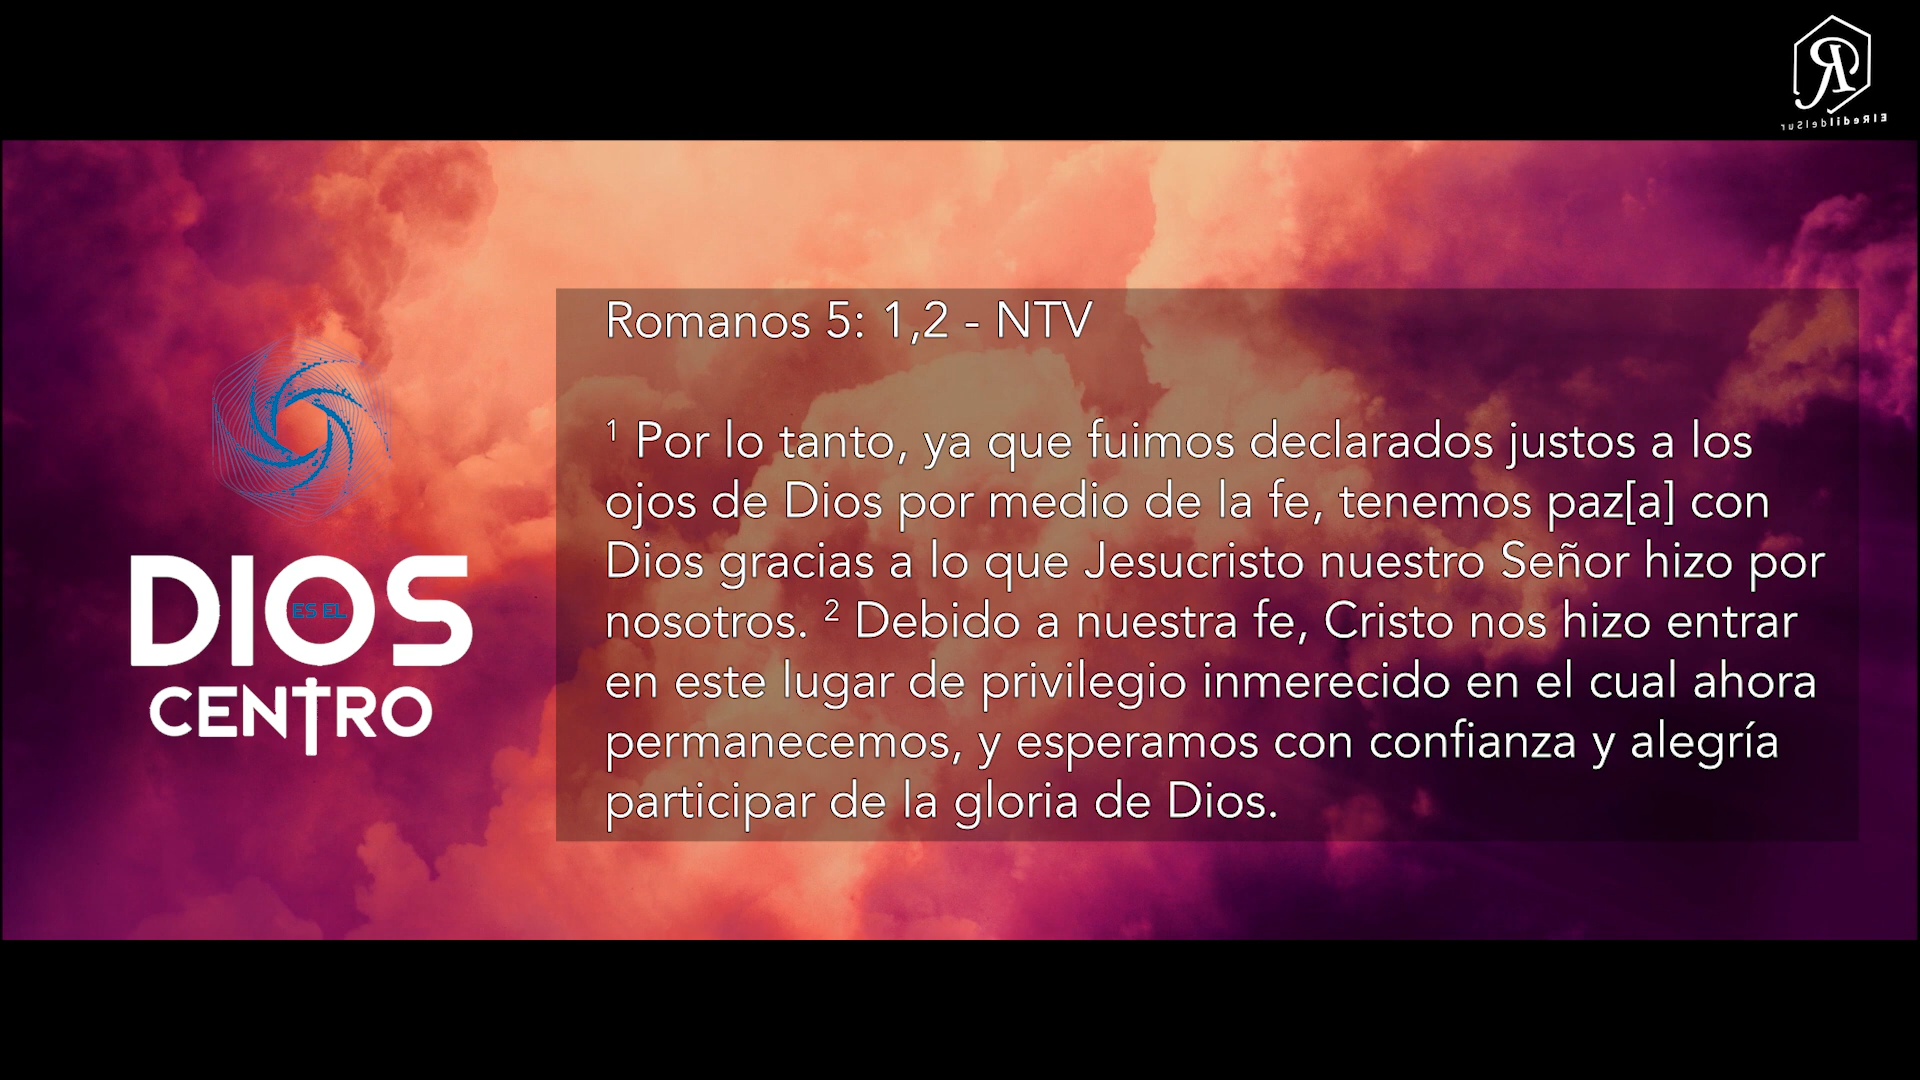 ElRedildelSur
Romanos 5: 1,2 - NTV
1 Por lo tanto, ya que fuimos declarados justos a los
ojos de Dios por medio de la fe, tenemos paz[a] con
Dios gracias a lo que Jesucristo nuestro Señor hizo por
nosotros. 2 Debido a nuestra fe, Cristo nos hizo entrar
en este lugar de privilegio inmerecido en el cual ahora
permanecemos, y esperamos con confianza y alegría
participar de la gloria de Dios.
DIOS
ES EL
CENTRO